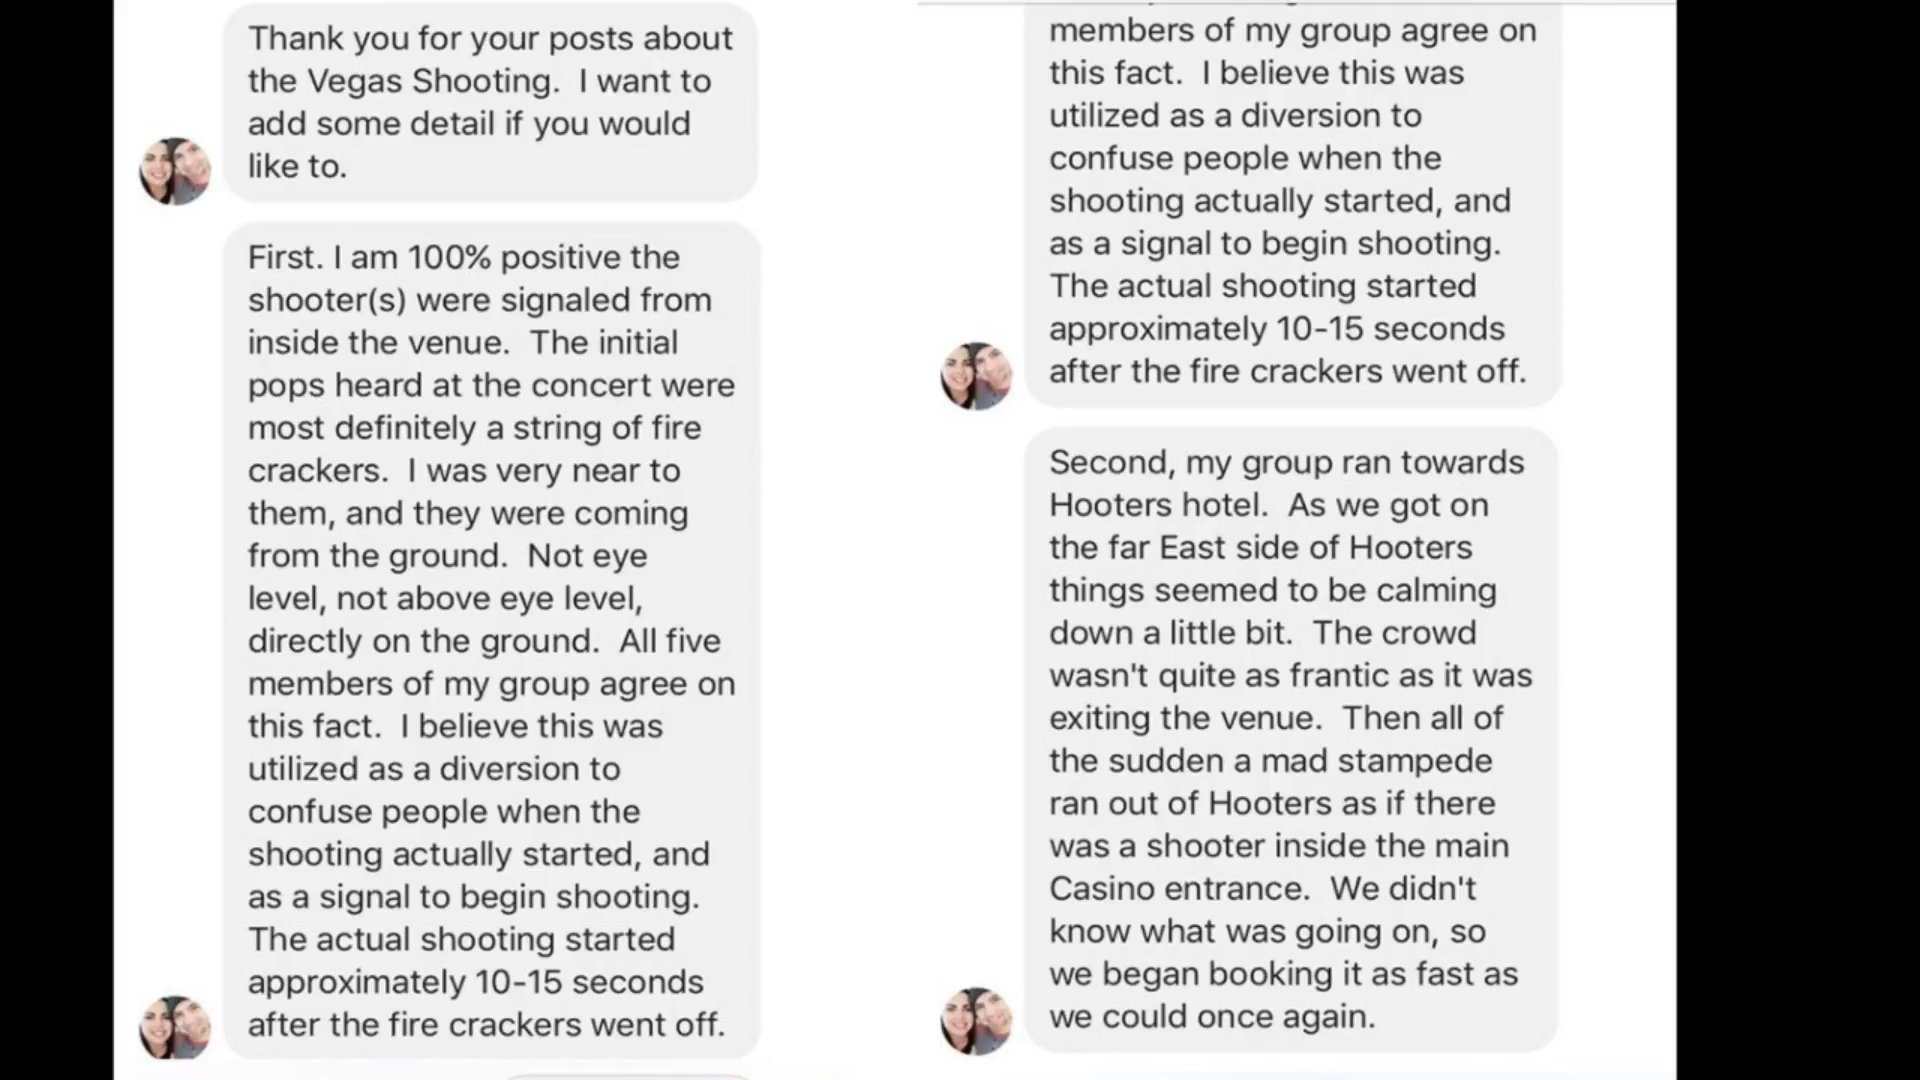 Thank you for your posts about
the Vegas Shooting. I want to
add some detail if you would
like to.
First. I am 100% positive the
shooter(s) were signaled from
inside the venue. The initial
pops heard at the concert were
most definitely a string of fire
crackers. I was very near to
them, and they were coming
from the ground. Not eye
level, not above eye level,
directly on the ground. All five
members of my group agree on
this fact. I believe this was
utilized as a diversion to
confuse people when the
shooting actually started, and
as a signal to begin shooting.
The actual shooting started
approximately 10-15 seconds
after the fire crackers went off.
members of my group agree on
this fact. I believe this was
utilized as a diversion to
confuse people when the
shooting actually started, and
as a signal to begin shooting.
The actual shooting started
approximately 10-15 seconds
after the fire crackers went off.
Second, my group ran towards
Hooters hotel. As we got on
the far East side of Hooters
things seemed to be calming
down a little bit. The crowd
wasn't quite as frantic as it was
exiting the venue. Then all of
the sudden a mad stampede
ran out of Hooters as if there
was a shooter inside the main
Casino entrance. We didn't
know what was going on, so
we began booking it as fast as
we could once again.